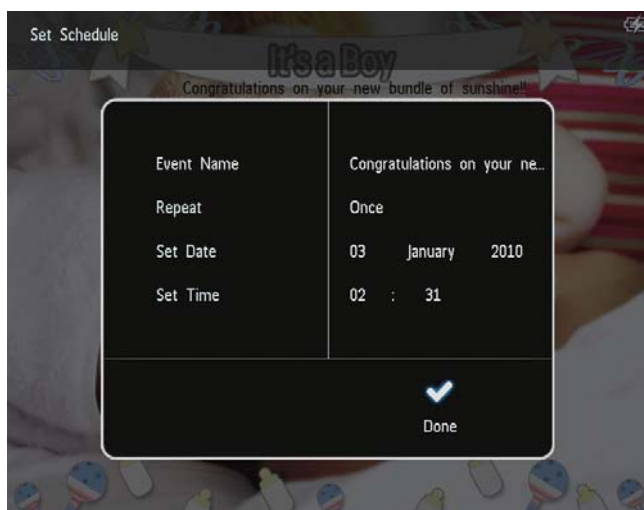 Set Schedule
It's a Boy
Congratulations on your new bundle of sunshine!!
Event Name Congratulations on your ne...
Repeat Once
Set Date 03 January 2010
Set Time 02 : 31
Done